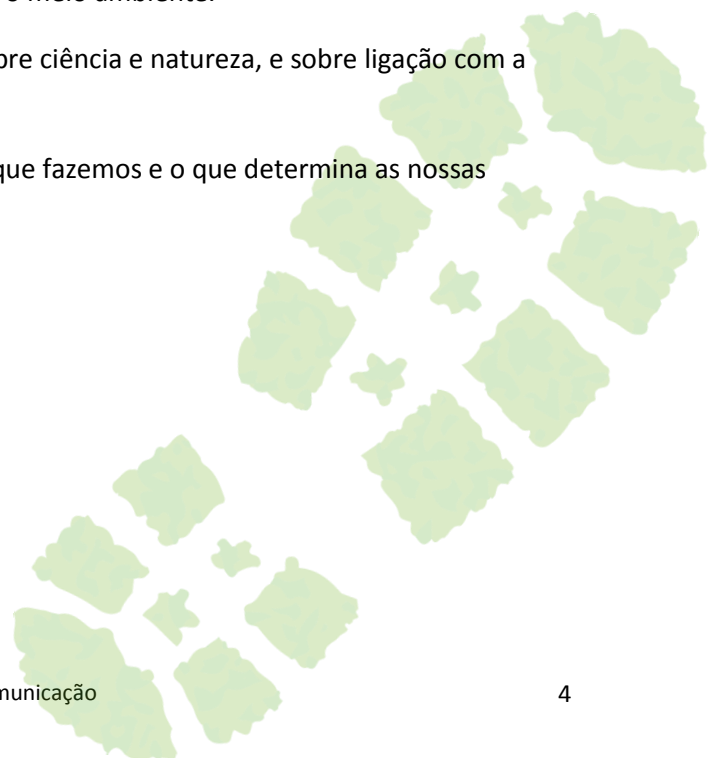 o meio ambiente.
bre ciência e natureza, e sobre ligação com a
que fazemos e o que determina as nossas
municação
4